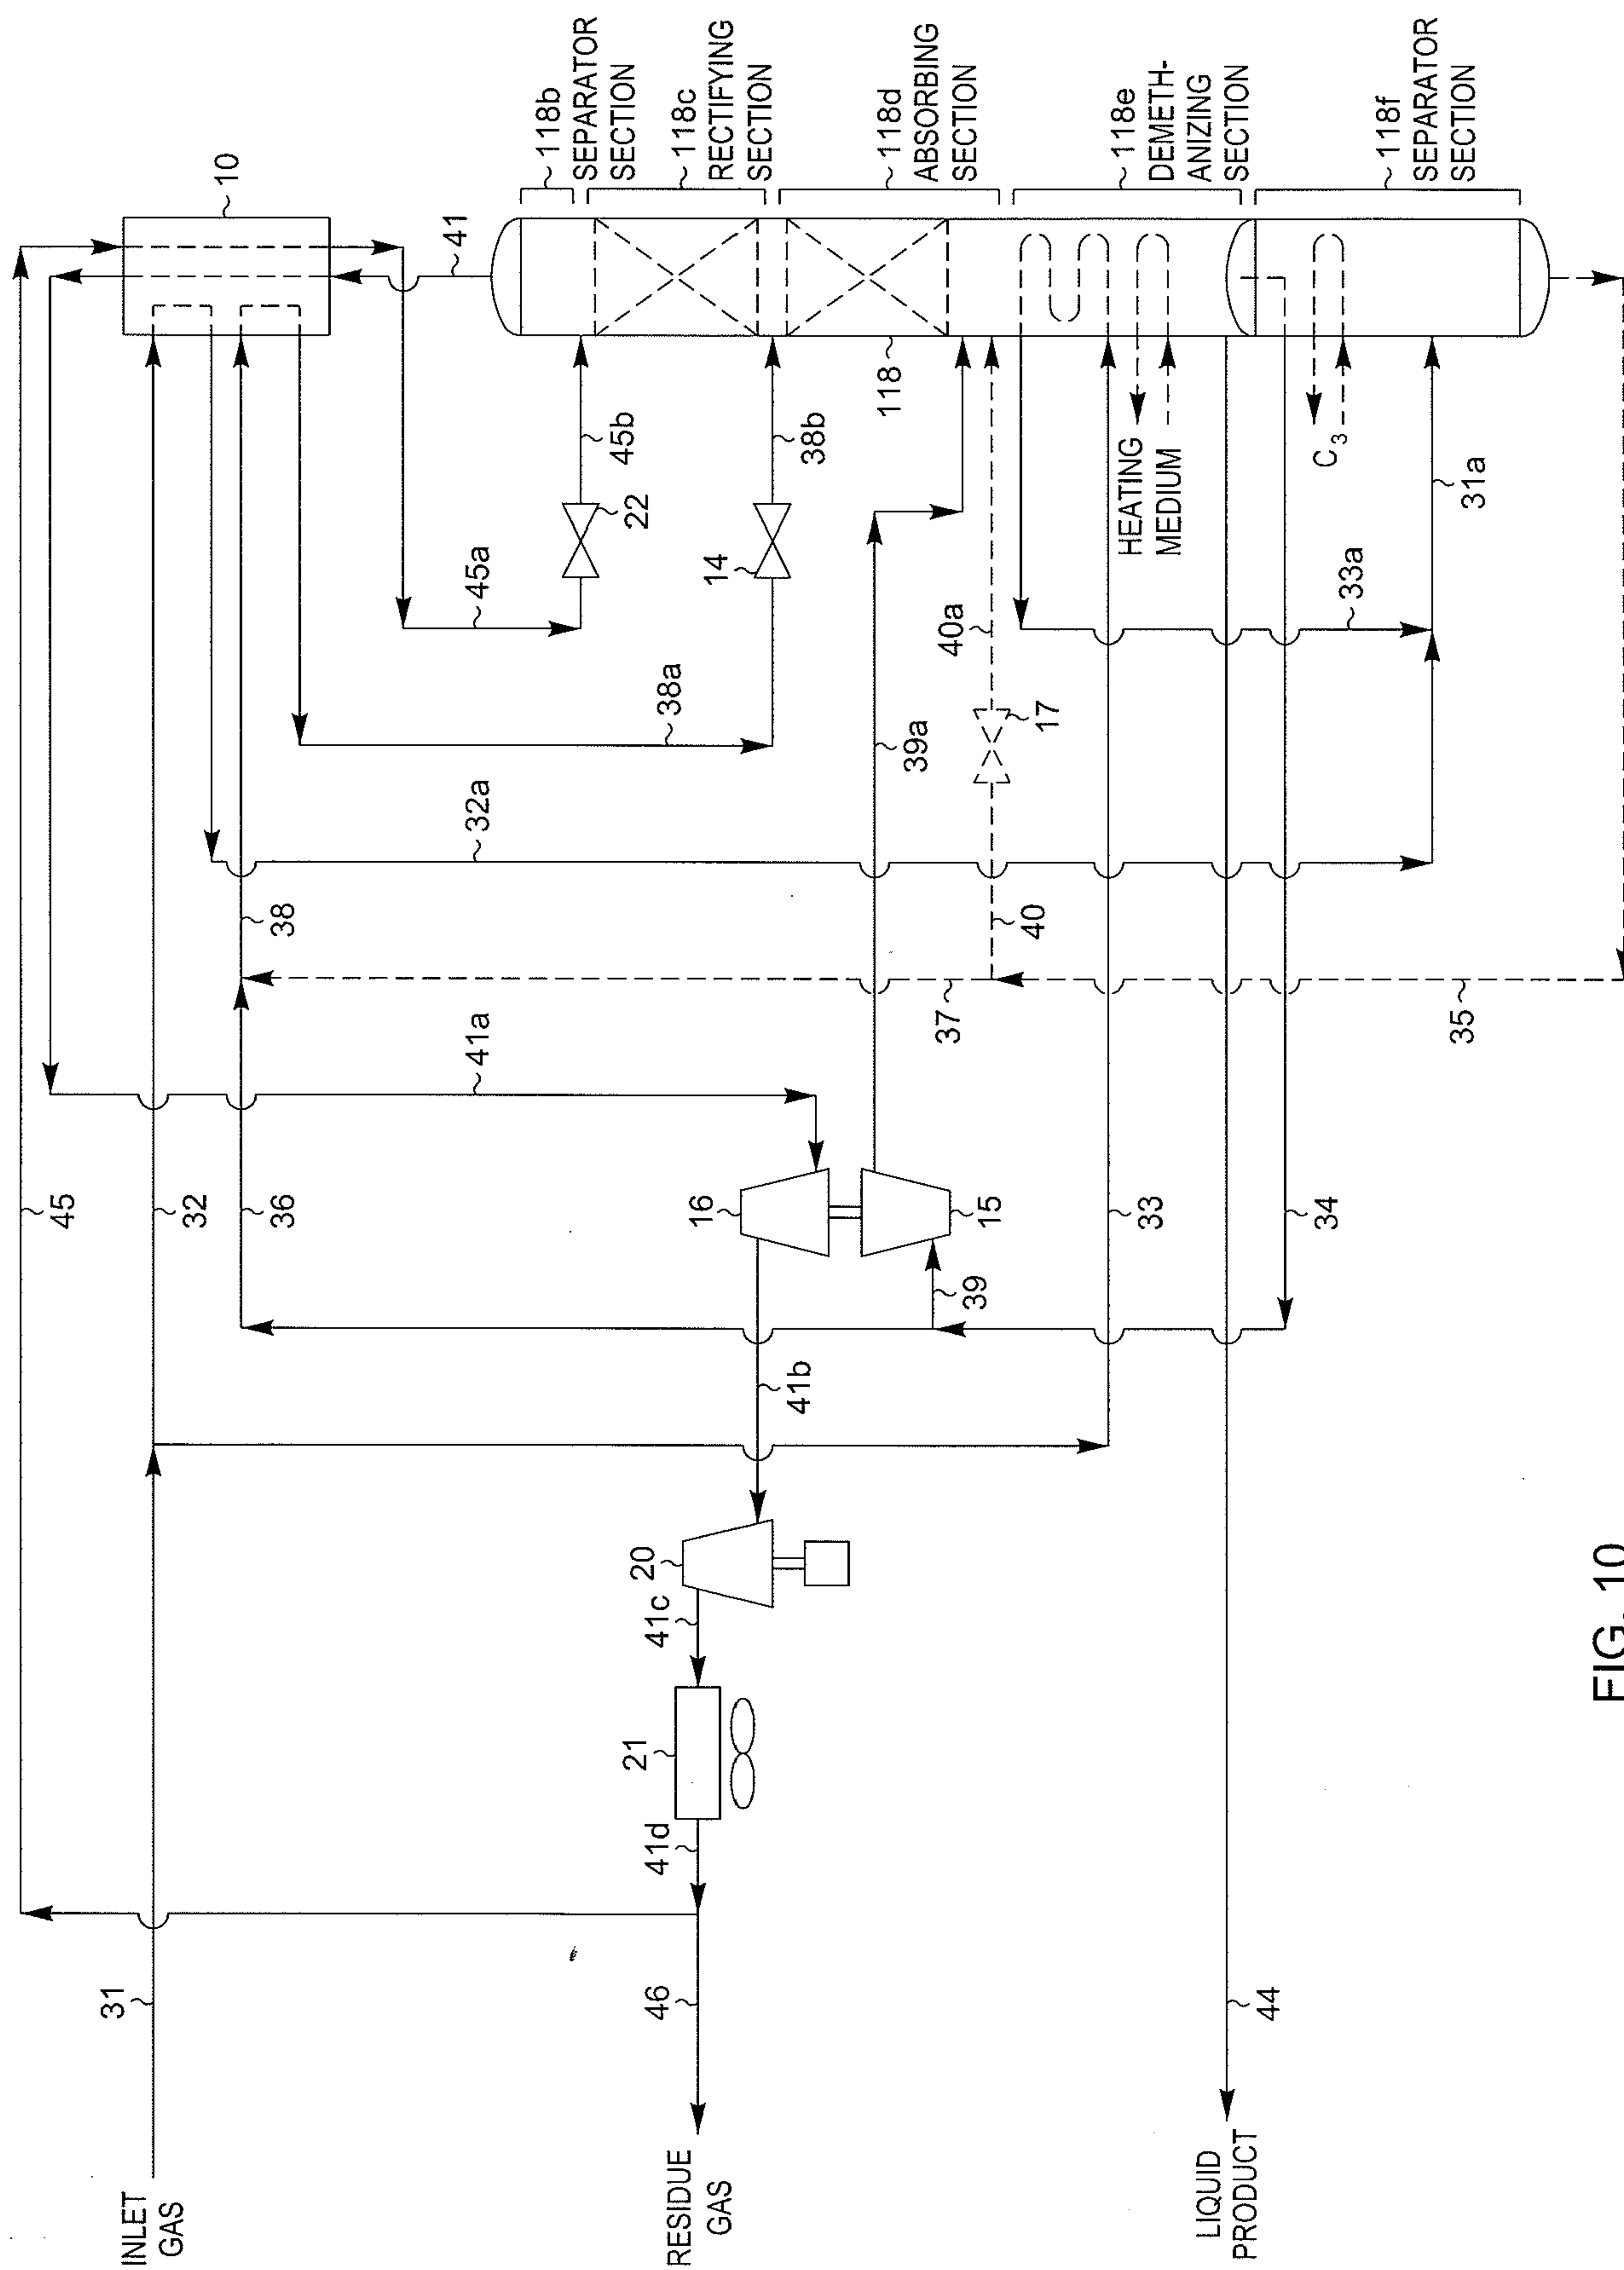 INLET
GAS
RESIDUE
GAS
LIQUID
PRODUCT
31
46
44
45
32
36
41d
21
41c
20
41b
39
16
15
33
34
41a
38
37
40
35
32a
38a
39a
40a
17
33a
45a
14
22
45b
38b
118
HEATING
MEDIUM
C3
31a
10
41
118b
SEPARATOR
SECTION
118c
RECTIFYING
SECTION
118d
ABSORBING
SECTION
118e
DEMETH-
ANIZING
SECTION
118f
SEPARATOR
SECTION
FIG. 10